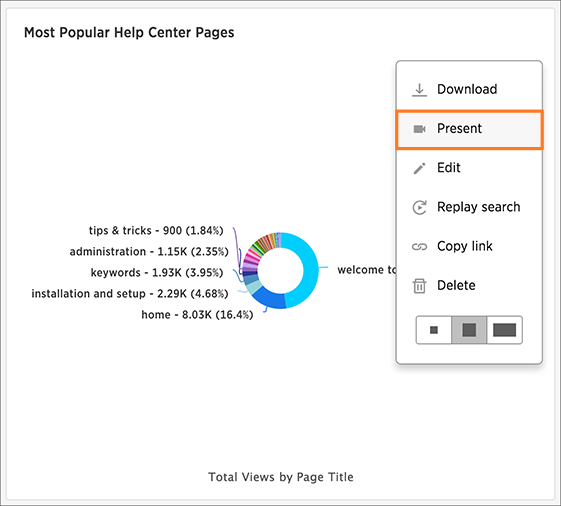 Most Popular Help Center Pages
Download
Present
Edit
Replay search
Copy link
Delete
tips & tricks - 900 (1.84%)
administration - 1.15K (2.35%)
keywords - 1.93K (3.95%)
installation and setup - 2.29K (4.68%)
home - 8.03K (16.4%)
welcome to
Total Views by Page Title